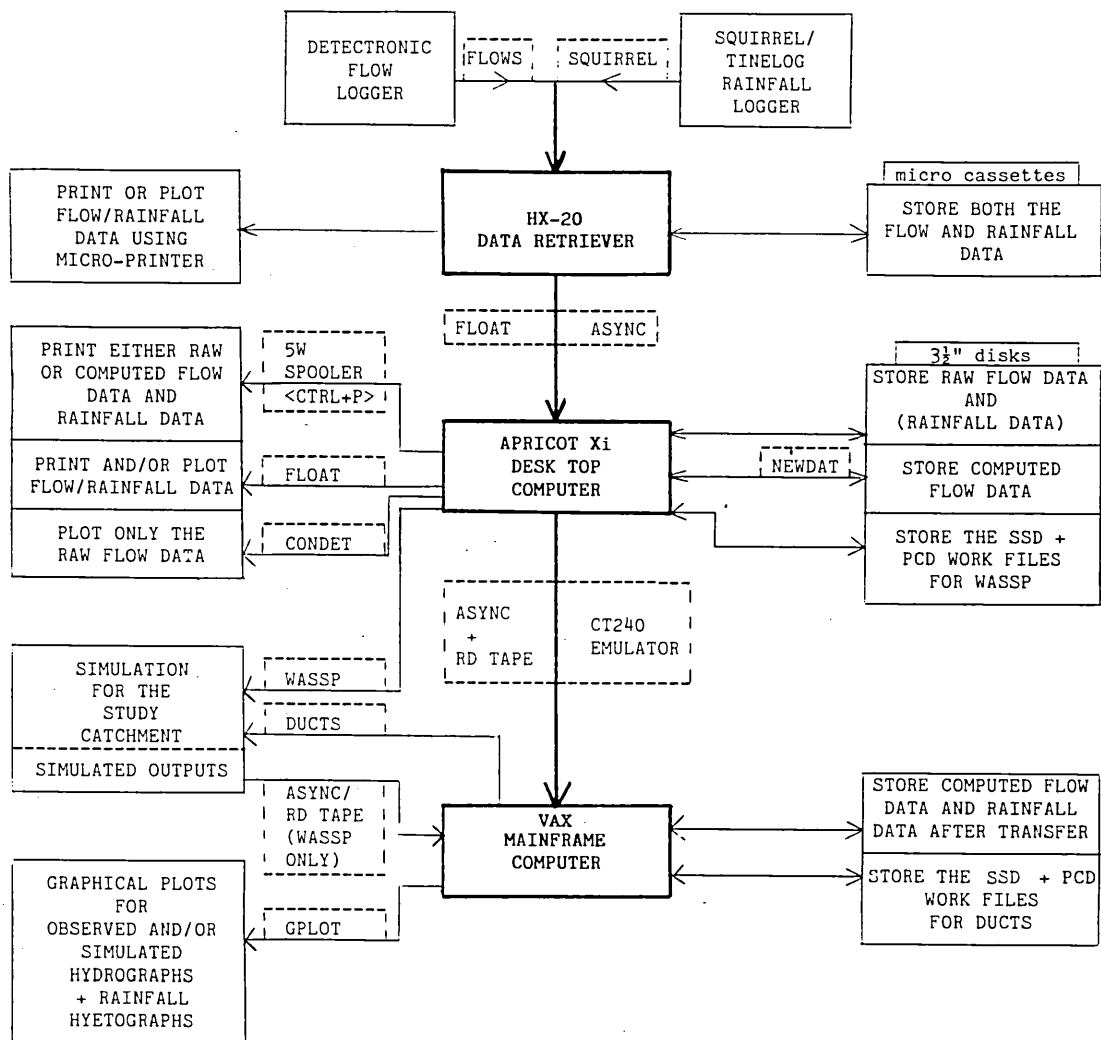 DETECTRONIC
FLOW
LOGGER
FLOWS
SQUIRREL
SQUIRREL/
TINELOG
RAINFALL
LOGGER
PRINT OR PLOT
FLOW/RAINFALL
DATA USING
MICRO-PRINTER
HX-20
DATA RETRIEVER
micro cassettes
STORE BOTH THE
FLOW AND RAINFALL
DATA
FLOAT
ASYNC
PRINT EITHER RAW
OR COMPUTED FLOW
DATA AND
RAINFALL DATA
5W
SPOOLER
<CTRL+P>
3½" disks
STORE RAW FLOW DATA
AND
(RAINFALL DATA)
PRINT AND/OR PLOT
FLOW/RAINFALL DATA
FLOAT
APRICOT Xi
DESK TOP
COMPUTER
NEWDAT
STORE COMPUTED
FLOW DATA
PLOT ONLY THE
RAW FLOW DATA
CONDET
STORE THE SSD +
PCD WORK FILES
FOR WASSP
ASYNC
+
RD TAPE
CT240
EMULATOR
SIMULATION
FOR THE
STUDY
CATCHMENT
WASSP
DUCTS
SIMULATED OUTPUTS
ASYNC/
RD TAPE
(WASSP
ONLY)
VAX
MAINFRAME
COMPUTER
STORE COMPUTED FLOW
DATA AND RAINFALL
DATA AFTER TRANSFER
STORE THE SSD + PCD
WORK FILES
FOR DUCTS
GRAPHICAL PLOTS
FOR
OBSERVED AND/OR
SIMULATED
HYDROGRAPHS
+ RAINFALL
HYETOGRAPHS
GPLOT